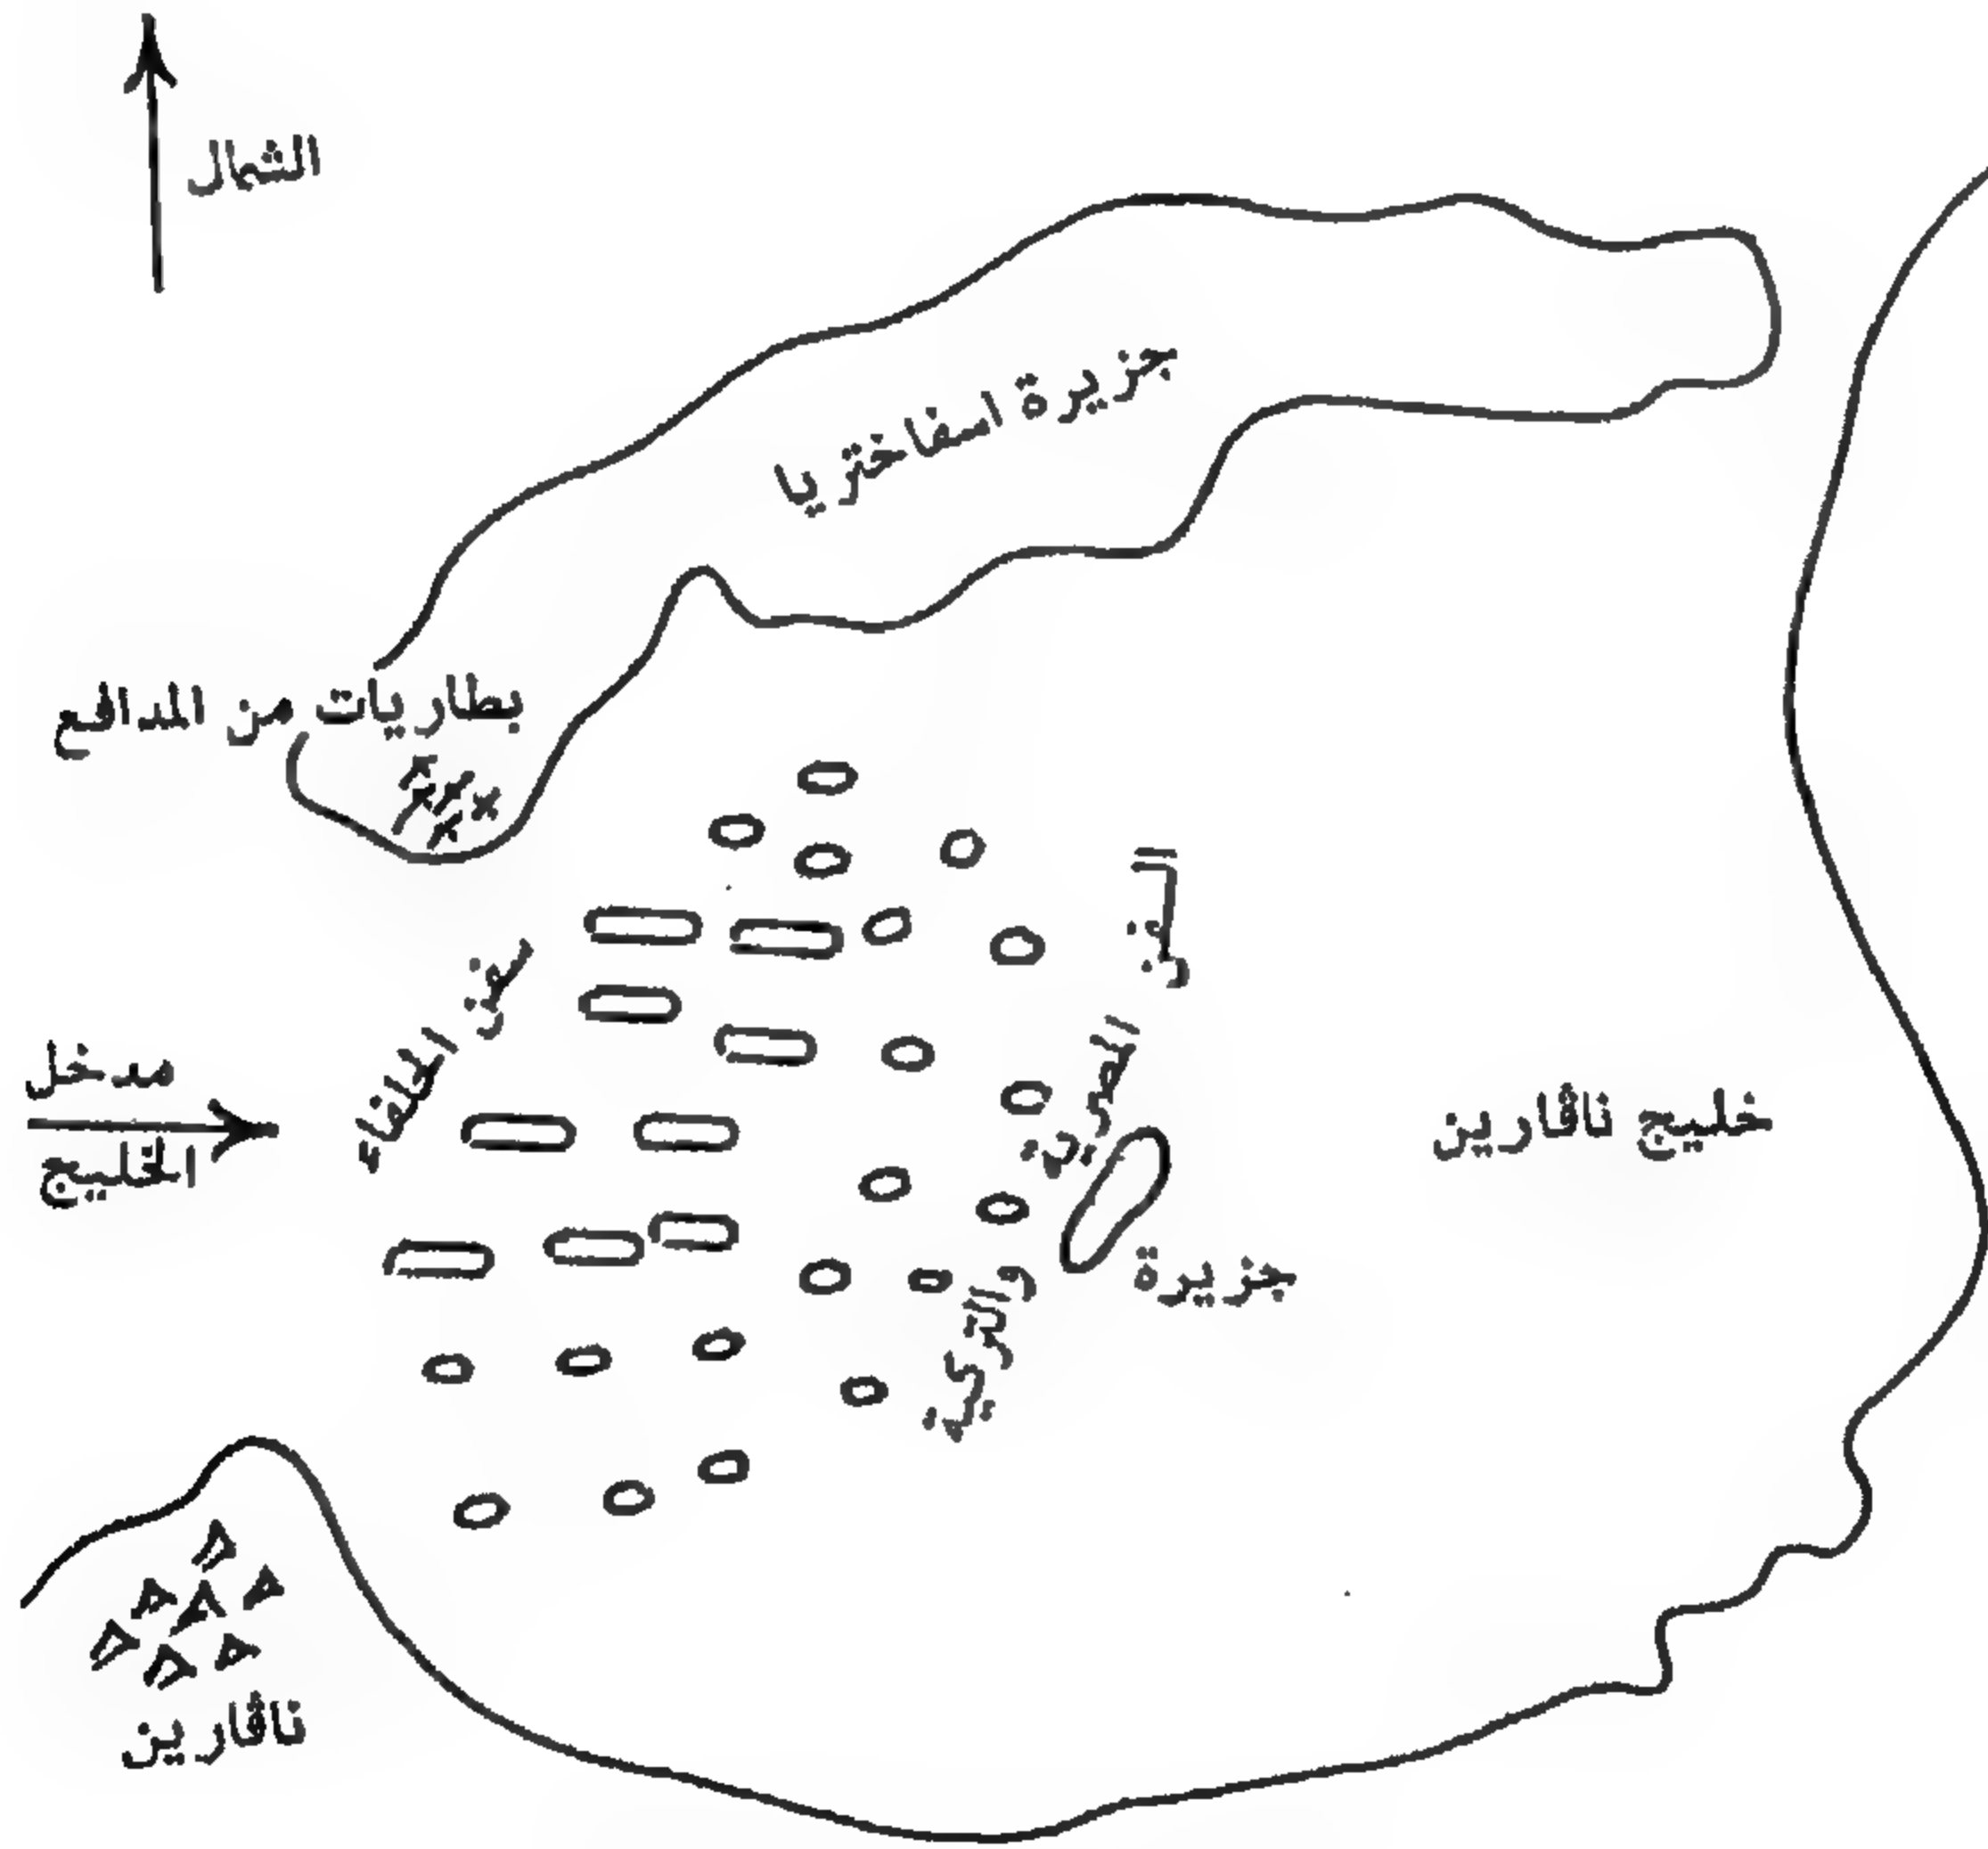 الشمال
جزيرة اسفاختريا
بطاريات من المدافع
سفن الحلفاء
السفن
المصرية
والتركية
مدخل
الخليج
خليج ناڤارين
جزيرة
ناڤارين